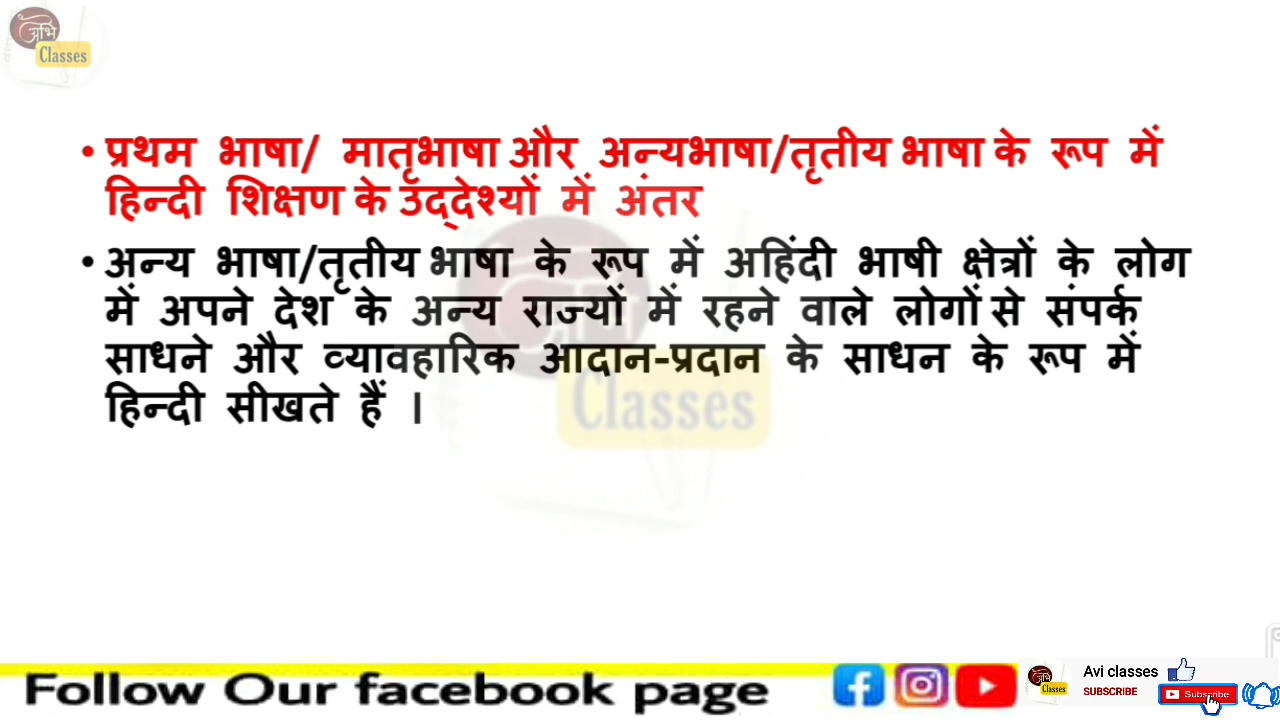 अभि
Classes
• प्रथम भाषा/ मातृभाषा और अन्यभाषा/तृतीय भाषा के रूप में
हिन्दी शिक्षण के उद्देश्यों में अंतर
• अन्य भाषा/तृतीय भाषा के रूप में अहिंदी भाषी क्षेत्रों के लोग
में अपने देश के अन्य राज्यों में रहने वाले लोगों से संपर्क
साधने और व्यावहारिक आदान-प्रदान के साधन के रूप में
हिन्दी सीखते हैं ।
Classes
Follow Our facebook page
Avi classes
SUBSCRIBE
Subscribe